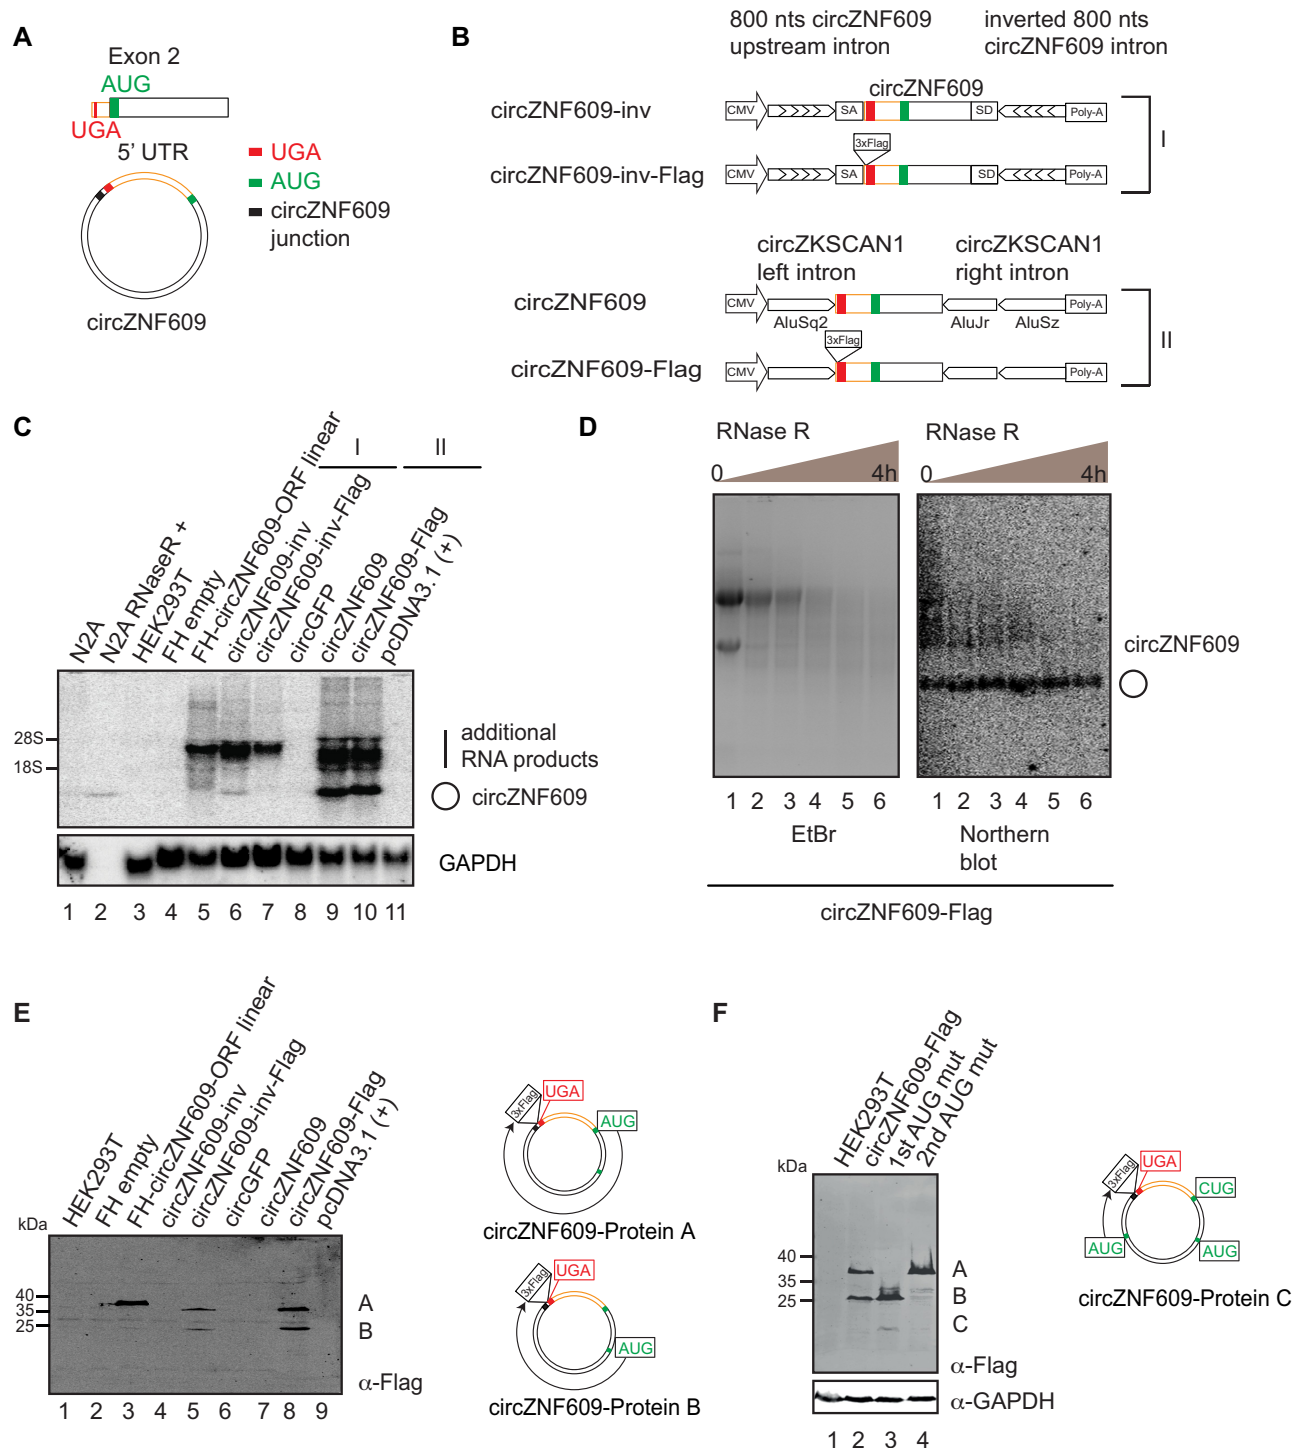 A
Exon 2
AUG
UGA
5’ UTR
UGA
AUG
circZNF609
junction
circZNF609
B
800 nts circZNF609
upstream intron
inverted 800 nts
circZNF609 intron
circZNF609
circZNF609-inv
CMV
SA
SD
Poly-A
I
3xFlag
circZNF609-inv-Flag
CMV
SA
SD
Poly-A
circZKSCAN1
left intron
circZKSCAN1
right intron
circZNF609
CMV
Poly-A
AluSq2
AluJr
AluSz
II
3xFlag
circZNF609-Flag
CMV
Poly-A
C
I
II
N2A
N2A RNaseR +
HEK293T
FH empty
FH-circZNF609-ORF linear
circZNF609-inv
circZNF609-inv-Flag
circGFP
circZNF609
circZNF609-Flag
pcDNA3.1 (+)
28S
18S
additional
RNA products
circZNF609
GAPDH
1 2 3 4 5 6 7 8 9 10 11
D
RNase R
0
4h
RNase R
0
4h
circZNF609
1 2 3 4 5 6
EtBr
1 2 3 4 5 6
Northern
blot
circZNF609-Flag
E
HEK293T
FH empty
FH-circZNF609-ORF linear
circZNF609-inv
circZNF609-inv-Flag
circGFP
circZNF609
circZNF609-Flag
pcDNA3.1 (+)
kDa
40
35
25
A
B
α-Flag
1 2 3 4 5 6 7 8 9
3xFlag
UGA
AUG
circZNF609-Protein A
3xFlag
UGA
AUG
circZNF609-Protein B
F
HEK293T
circZNF609-Flag
1st AUG mut
2nd AUG mut
kDa
40
35
25
A
B
C
α-Flag
α-GAPDH
1 2 3 4
3xFlag
UGA
CUG
AUG
AUG
circZNF609-Protein C